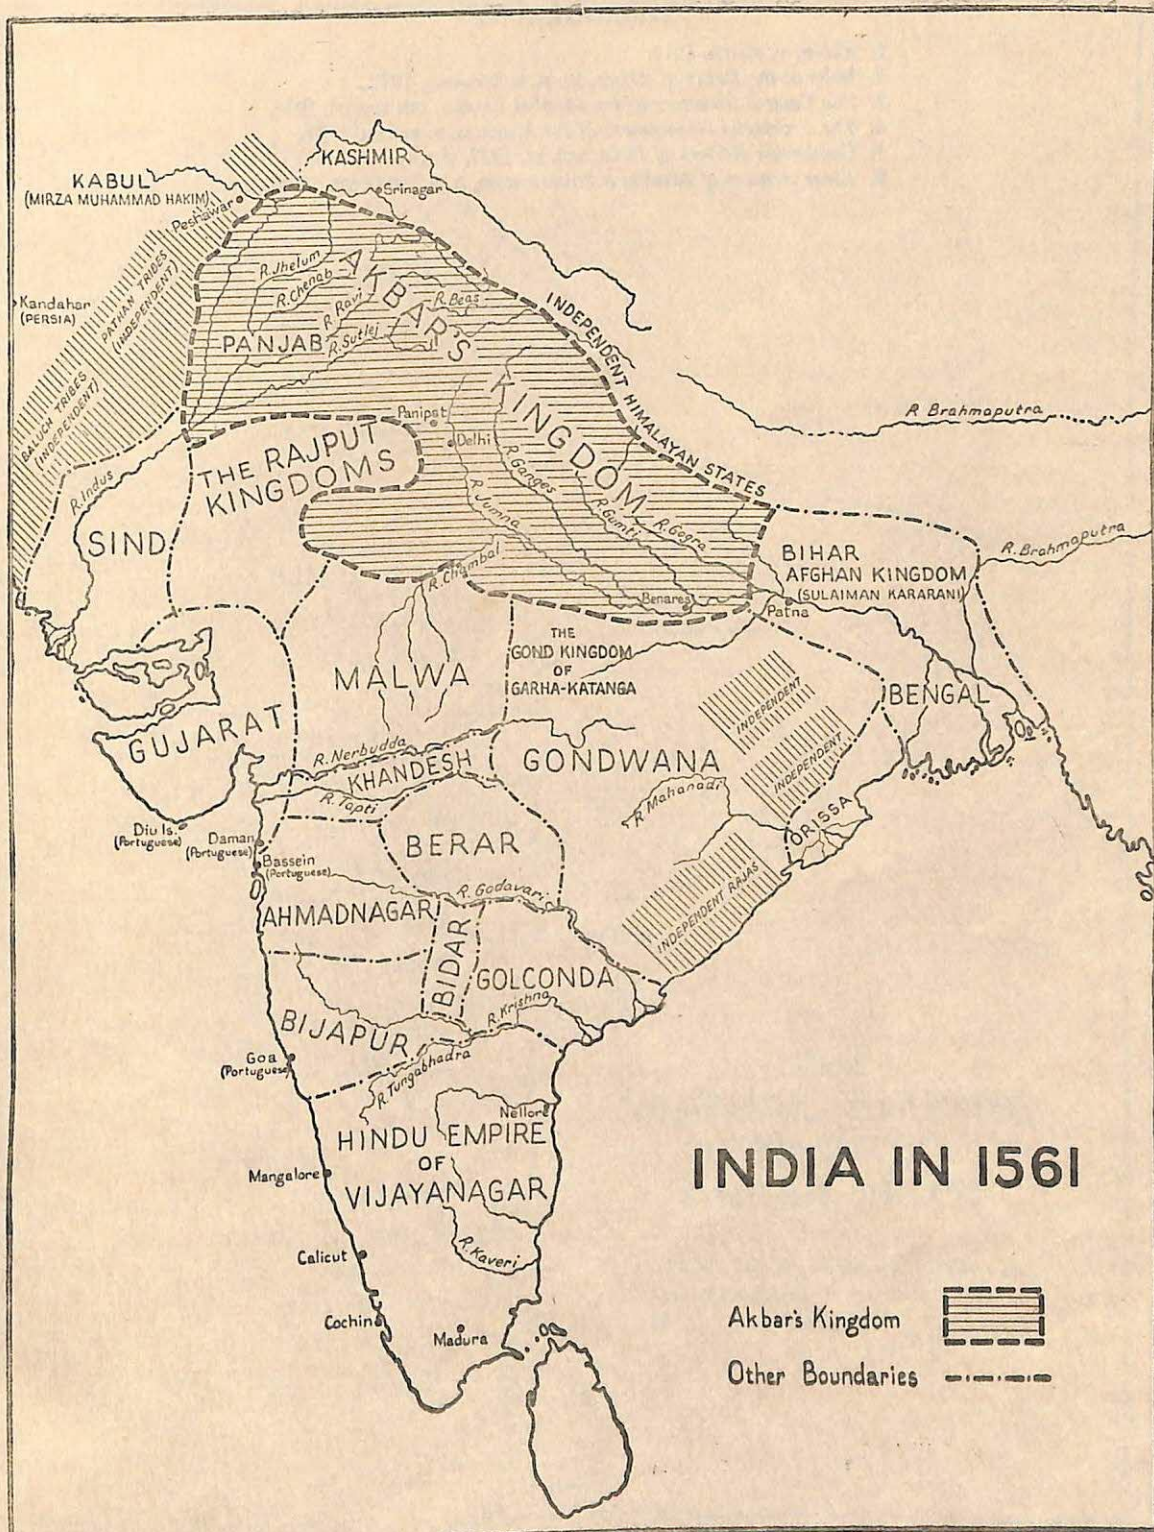 KASHMIR
KABUL
(MIRZA MUHAMMAD HAKIM)
Srinagar
Peshawar
PATHAN TRIBES
(INDEPENDENT)
Kandahar
(PERSIA)
BALUCH TRIBES
(INDEPENDENT)
R. Jhelum
R. Chenab
R. Ravi
R. Beas
R. Sutlej
PANJAB
AKBAR'S KINGDOM
INDEPENDENT HIMALAYAN STATES
R Brahmaputra
Panipat
Delhi
THE RAJPUT
KINGDOMS
R. Ganges
R. Jumna
R. Gumti
R. Gogra
R. Indus
SIND
R. Chambal
Benares
Patna
BIHAR
AFGHAN KINGDOM
(SULAIMAN KARARANI)
R. Brahmaputra
THE
GOND KINGDOM
OF
GARHA-KATANGA
MALWA
INDEPENDENT
INDEPENDENT
BENGAL
GUJARAT
R. Nerbudda
KHANDESH
GONDWANA
R. Tapti
R. Mahanadi
ORISSA
Diu Is.
(Portuguese)
Daman
(Portuguese)
Bassein
(Portuguese)
BERAR
R. Godavari
INDEPENDENT RAJAS
AHMADNAGAR
BIDAR
GOLCONDA
R. Krishna
BIJAPUR
Goa
(Portuguese)
R. Tungabhadra
Nellore
HINDU EMPIRE
OF
VIJAYANAGAR
Mangalore
R. Kaveri
Calicut
Cochin
Madura
INDIA IN 1561
Akbar's Kingdom
Other Boundaries